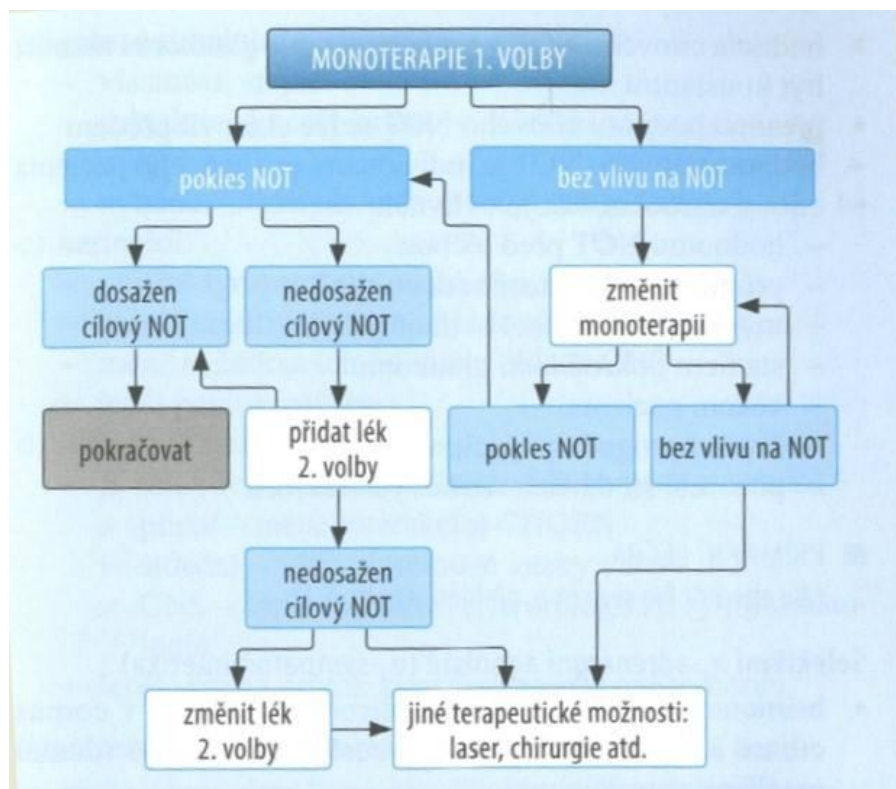 MONOTERAPIE 1. VOLBY
pokles NOT
bez vlivu na NOT
dosažen
cílový NOT
nedosažen
cílový NOT
změnit
monoterapii
pokračovat
přidat lék
2. volby
pokles NOT
bez vlivu na NOT
nedosažen
cílový NOT
změnit lék
2. volby
jiné terapeutické možnosti:
laser, chirurgie atd.